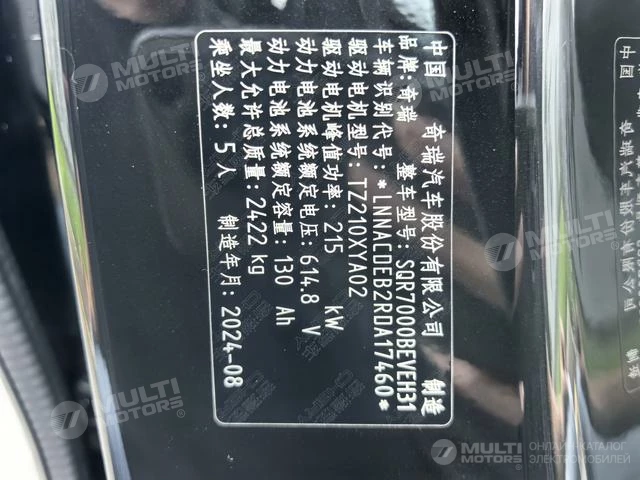 中国 奇瑞汽车股份有限公司 制造
品牌：奇瑞 整车型号：SQR7000BEVEH31
车辆识别代号：*LNNACDEB2RDA17460*
驱动电机型号：TZ210XYA02
驱动电机峰值功率：215 kW
动力电池系统额定电压：614.8 V
动力电池系统额定容量：130 Ah
最大允许总质量：2422 kg
乘坐人数：5人 制造年月：2024-08
MULTI MOTORS
MULTI MOTORS
MULTI MOTORS
MULTI MOTORS
MULTI MOTORS
ОНЛАЙН-КАТАЛОГ
ЭЛЕКТРОМОБИЛЕЙ